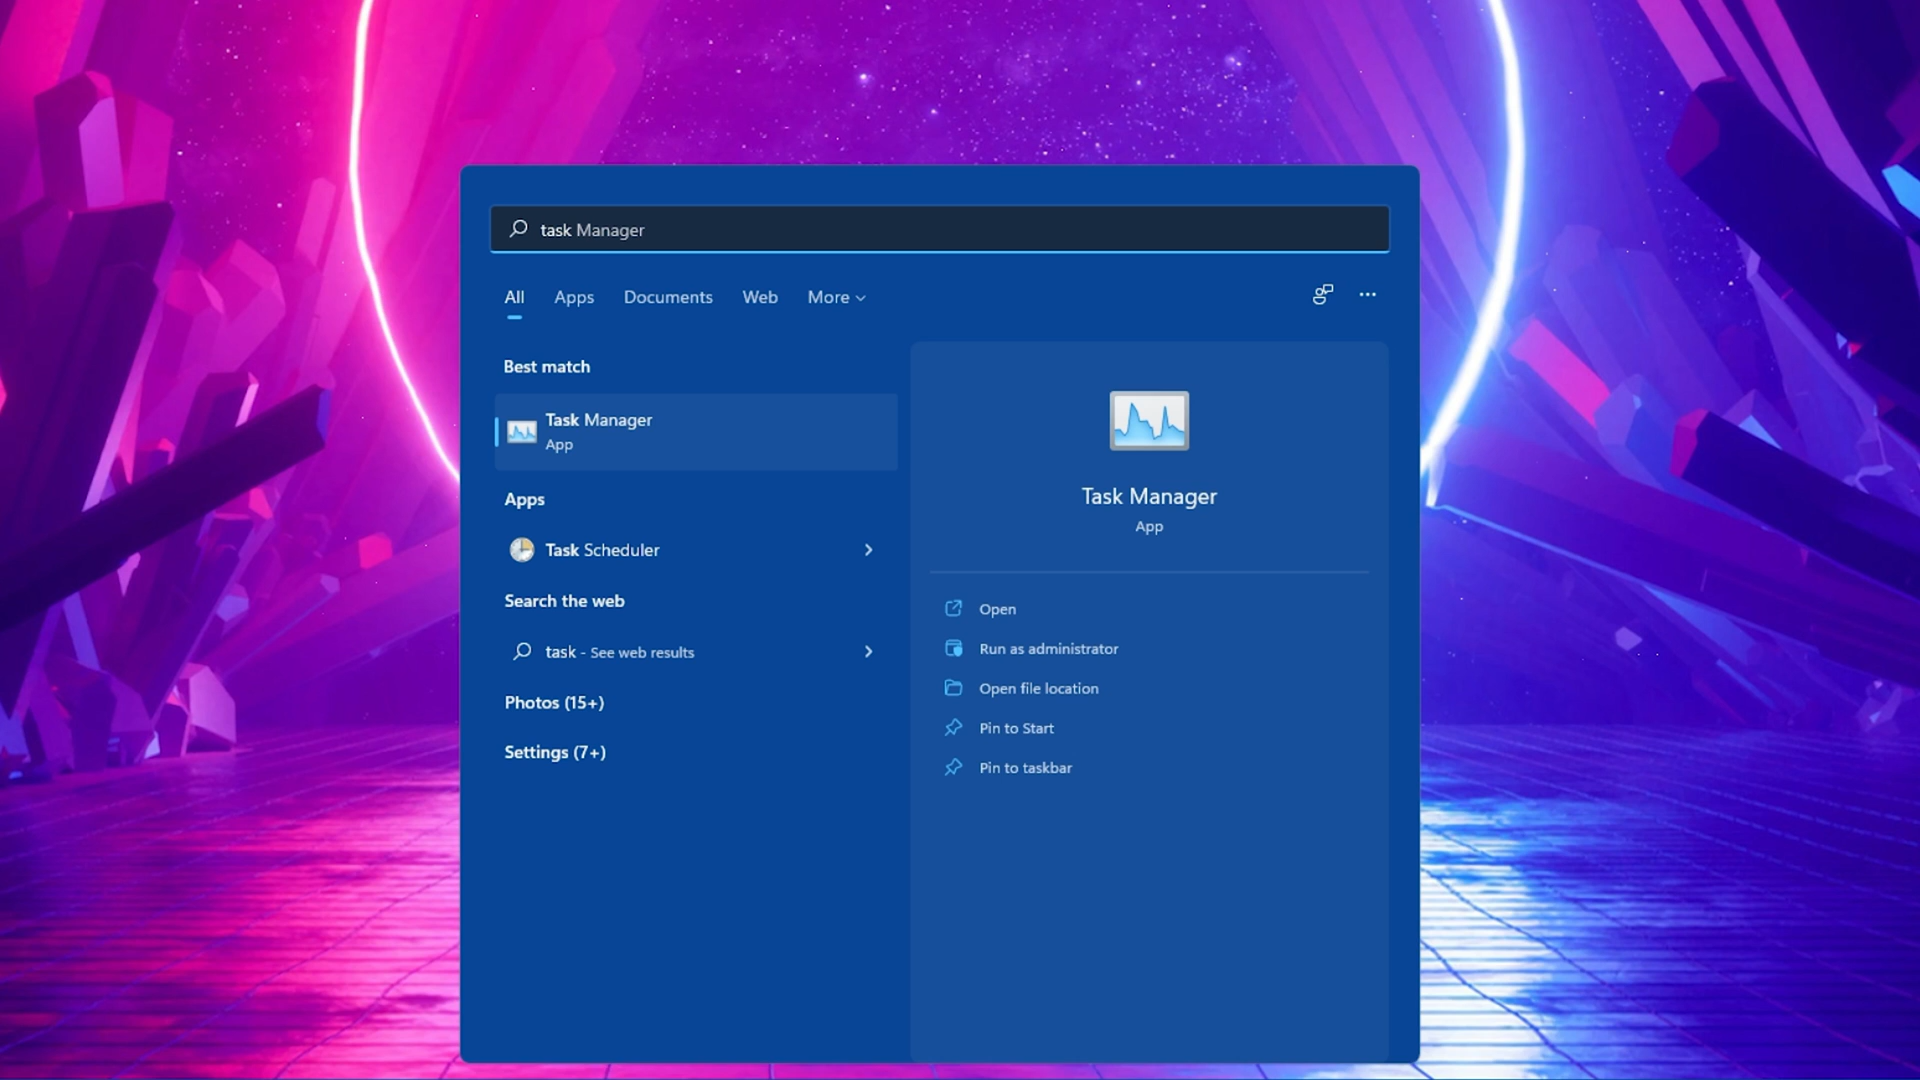 task Manager
All Apps Documents Web More
Best match
Task Manager
App
Apps
Task Scheduler
Search the web
task - See web results
Photos (15+)
Settings (7+)
Task Manager
App
Open
Run as administrator
Open file location
Pin to Start
Pin to taskbar